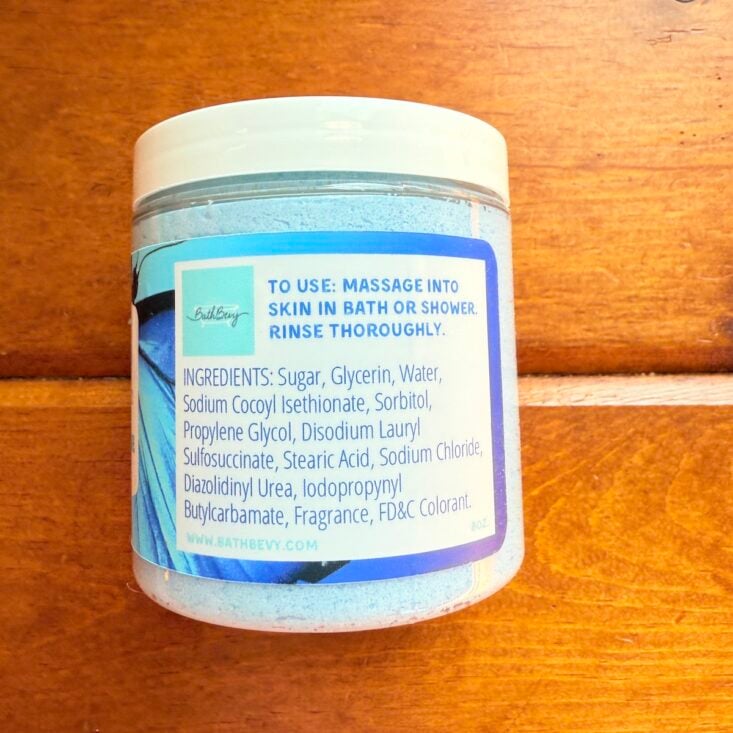 BathBevy
TO USE: MASSAGE INTO
SKIN IN BATH OR SHOWER.
RINSE THOROUGHLY.
INGREDIENTS: Sugar, Glycerin, Water,
Sodium Cocoyl Isethionate, Sorbitol,
Propylene Glycol, Disodium Lauryl
Sulfosuccinate, Stearic Acid, Sodium Chloride,
Diazolidinyl Urea, Iodopropynyl
Butylcarbamate, Fragrance, FD&C Colorant.
8OZ.
WWW.BATHBEVY.COM